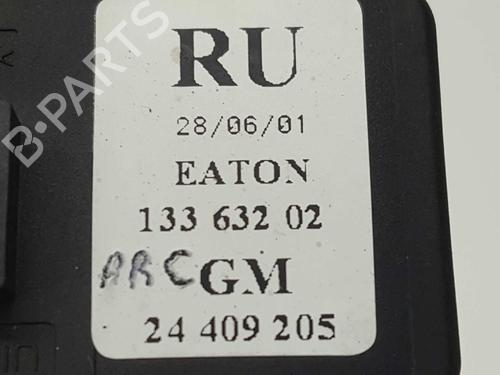 B-PARTS
RU
28/06/01
EATON
133 632 02
ARC GM
24 409 205